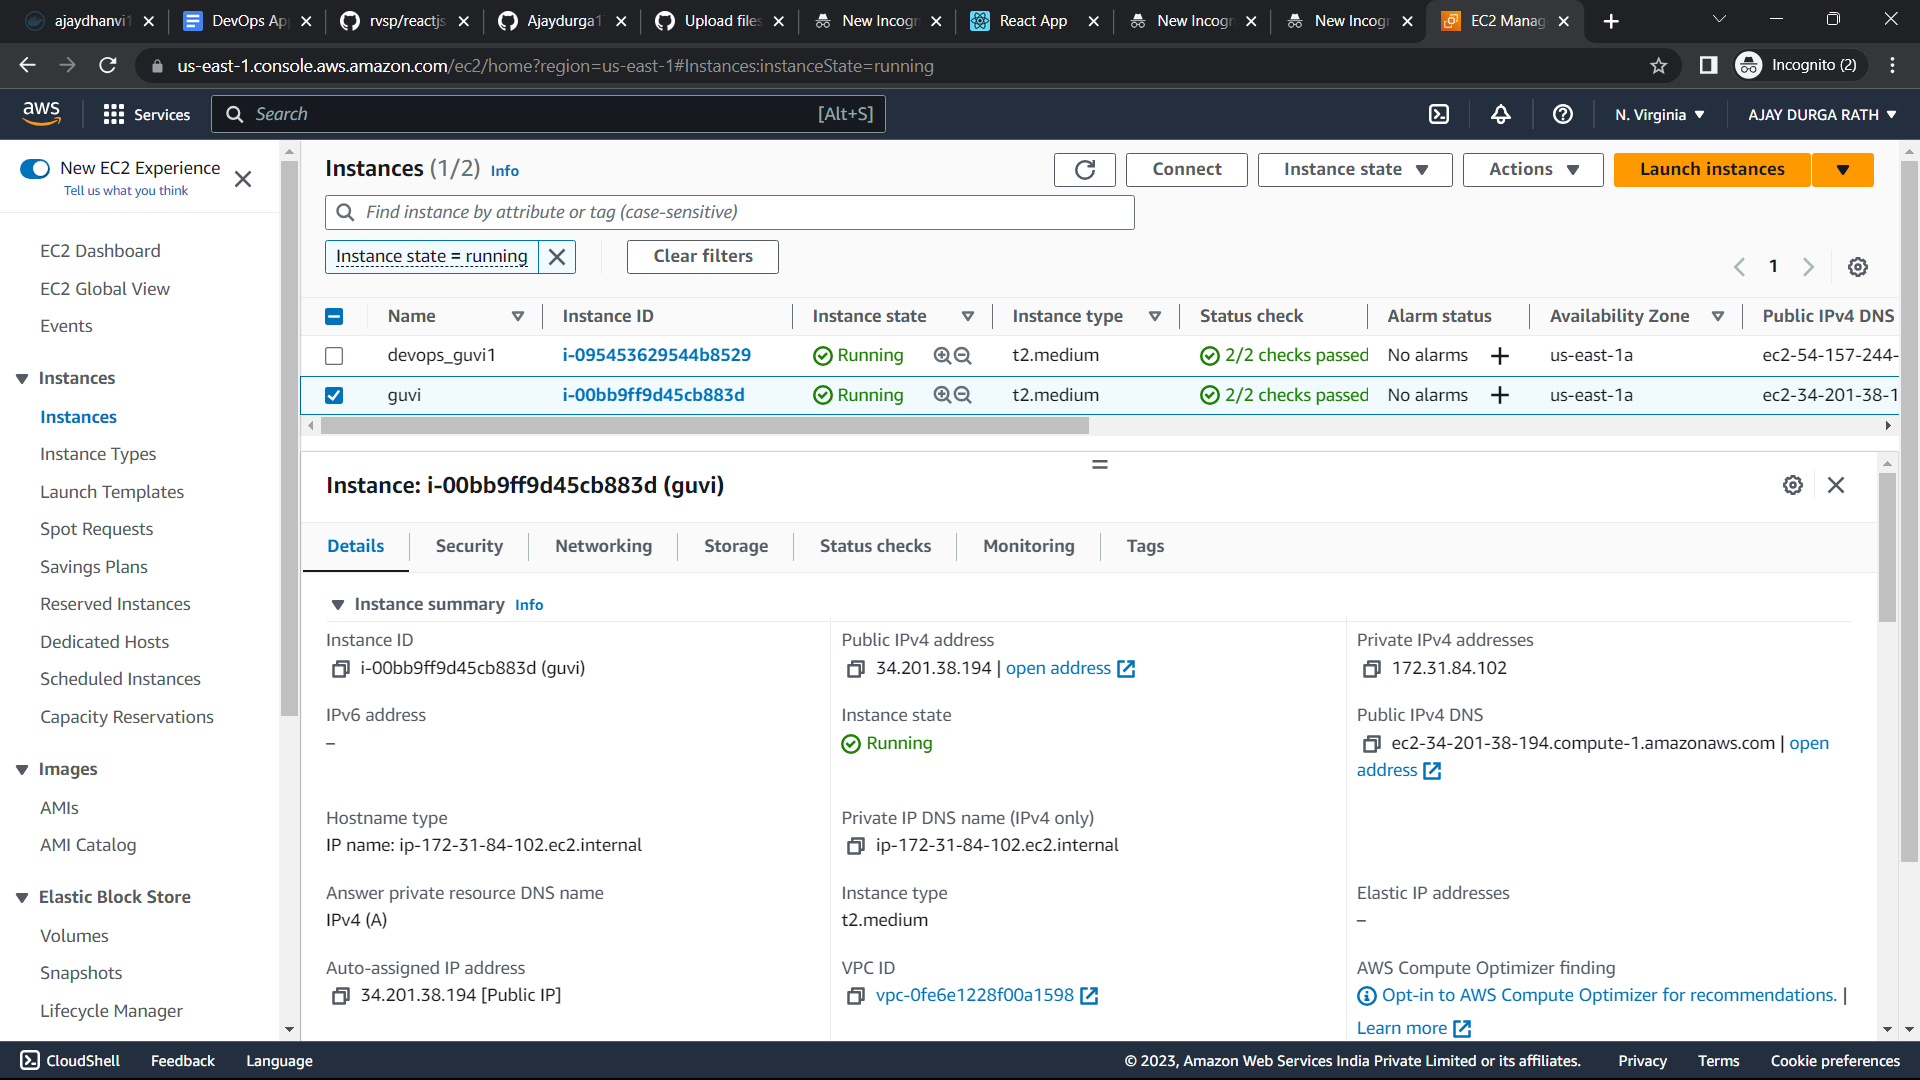 ajaydhanvi1
DevOps Ap
rvsp/reactjs
Ajaydurga1
Upload files
New Incogn
React App
New Incogn
New Incogn
EC2 Manag
us-east-1.console.aws.amazon.com/ec2/home?region=us-east-1#Instances:instanceState=running
Incognito (2)
aws
Services
Search
[Alt+S]
N. Virginia
AJAY DURGA RATH
New EC2 Experience
Tell us what you think
EC2 Dashboard
EC2 Global View
Events
Instances
Instances
Instance Types
Launch Templates
Spot Requests
Savings Plans
Reserved Instances
Dedicated Hosts
Scheduled Instances
Capacity Reservations
Images
AMIs
AMI Catalog
Elastic Block Store
Volumes
Snapshots
Lifecycle Manager
Instances (1/2) Info
Connect
Instance state
Actions
Launch instances
Find instance by attribute or tag (case-sensitive)
Instance state = running
Clear filters
1
Name Instance ID Instance state Instance type Status check Alarm status Availability Zone Public IPv4 DNS
devops_guvi1 i-095453629544b8529 Running t2.medium 2/2 checks passed No alarms us-east-1a ec2-54-157-244-
guvi i-00bb9ff9d45cb883d Running t2.medium 2/2 checks passed No alarms us-east-1a ec2-34-201-38-1
Instance: i-00bb9ff9d45cb883d (guvi)
Details Security Networking Storage Status checks Monitoring Tags
Instance summary Info
Instance ID
i-00bb9ff9d45cb883d (guvi)
Public IPv4 address
34.201.38.194 | open address
Private IPv4 addresses
172.31.84.102
IPv6 address
–
Instance state
Running
Public IPv4 DNS
ec2-34-201-38-194.compute-1.amazonaws.com | open
address
Hostname type
IP name: ip-172-31-84-102.ec2.internal
Private IP DNS name (IPv4 only)
ip-172-31-84-102.ec2.internal
Answer private resource DNS name
IPv4 (A)
Instance type
t2.medium
Elastic IP addresses
–
Auto-assigned IP address
34.201.38.194 [Public IP]
VPC ID
vpc-0fe6e1228f00a1598
AWS Compute Optimizer finding
Opt-in to AWS Compute Optimizer for recommendations. |
Learn more
CloudShell Feedback Language
© 2023, Amazon Web Services India Private Limited or its affiliates. Privacy Terms Cookie preferences